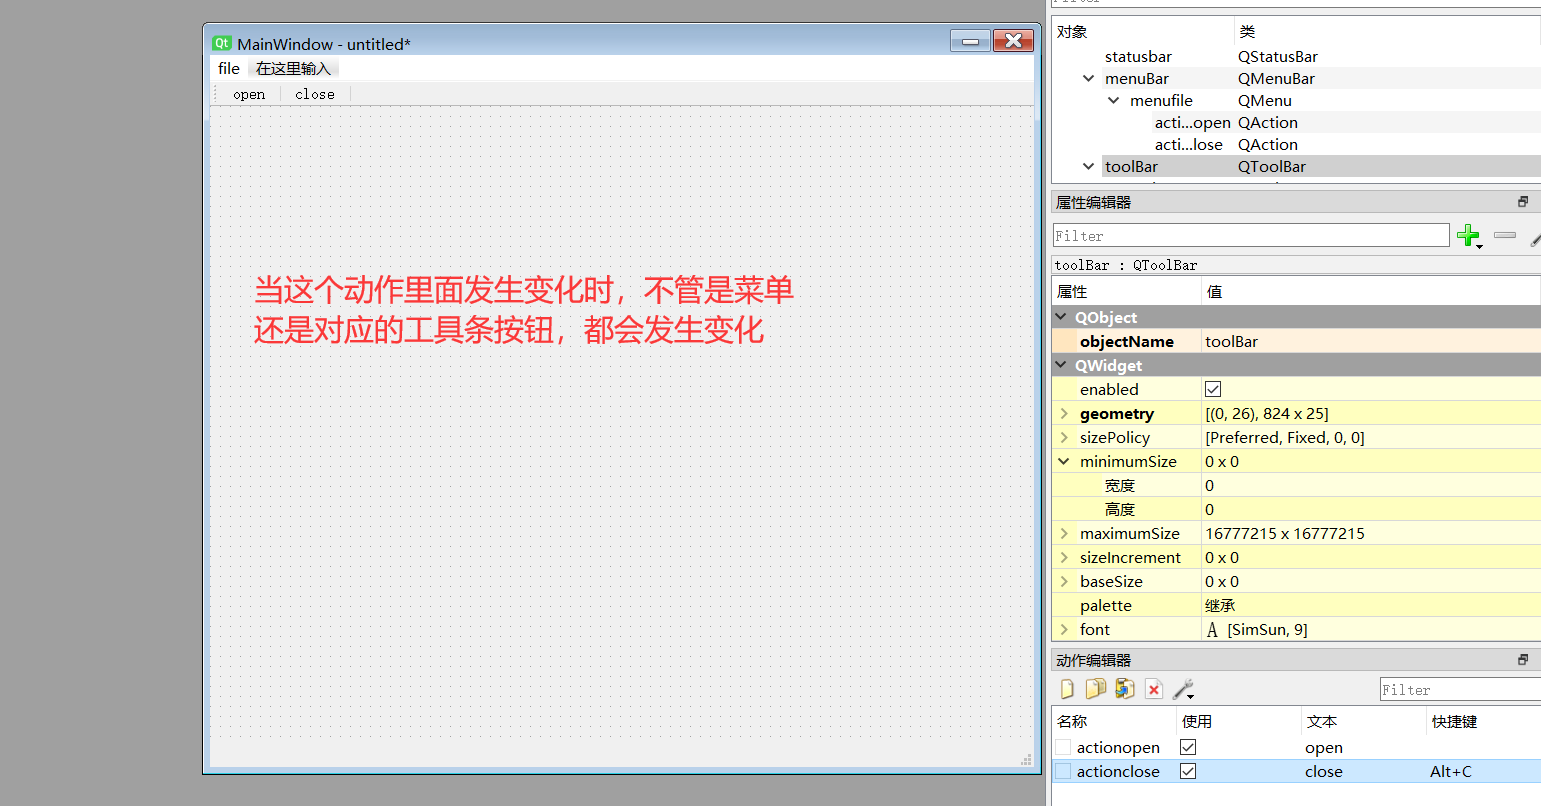 MainWindow - untitled*
file 在这里输入
open close
当这个动作里面发生变化时，不管是菜单
还是对应的工具条按钮，都会发生变化
对象 类
statusbar QStatusBar
menuBar QMenuBar
menufile QMenu
acti...open QAction
acti...lose QAction
toolBar QToolBar
属性编辑器
Filter
toolBar : QToolBar
属性 值
QObject
objectName toolBar
QWidget
enabled
geometry [(0, 26), 824 x 25]
sizePolicy [Preferred, Fixed, 0, 0]
minimumSize 0 x 0
宽度 0
高度 0
maximumSize 16777215 x 16777215
sizeIncrement 0 x 0
baseSize 0 x 0
palette 继承
font A [SimSun, 9]
动作编辑器
Filter
名称 使用 文本 快捷键
actionopen open
actionclose close Alt+C